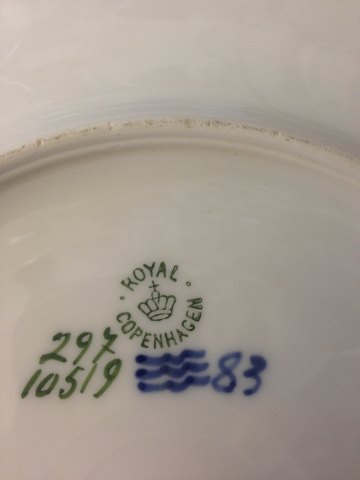 ROYAL
COPENHAGEN
297
10519
83